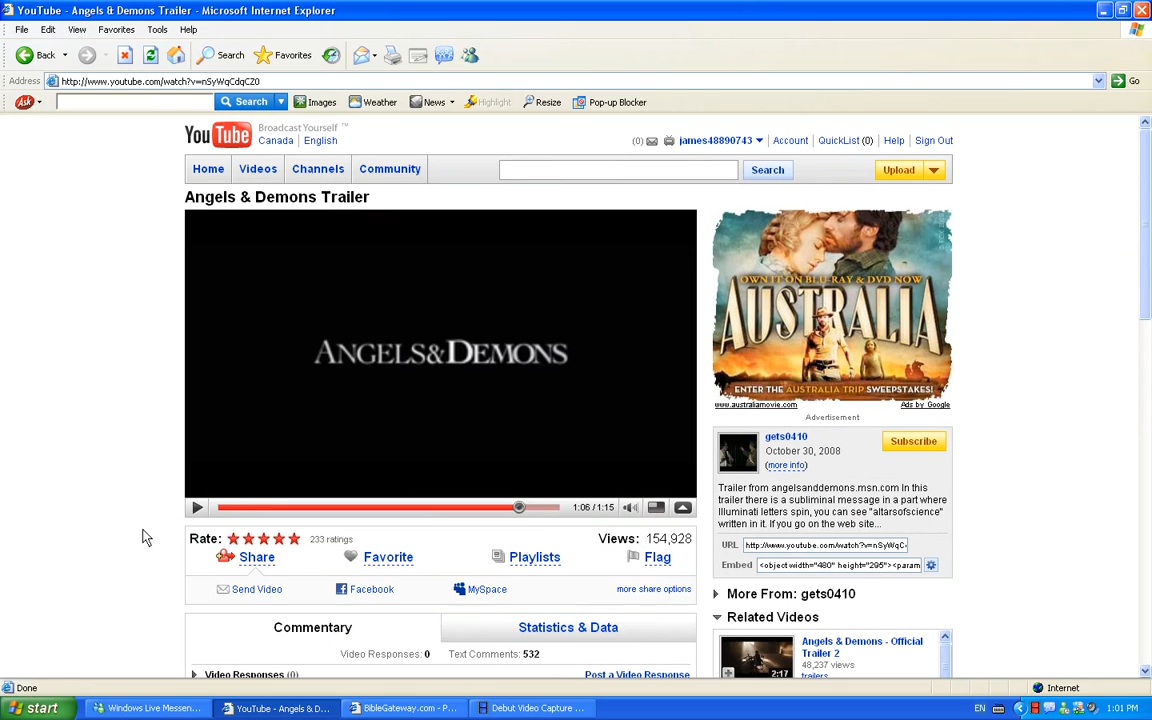 YouTube - Angels & Demons Trailer - Microsoft Internet Explorer
File Edit View Favorites Tools Help
Back Search Favorites
Address http://www.youtube.com/watch?v=nSyWqCdqCZ0 Go
Ask Search Images Weather News Highlight Resize Pop-up Blocker
YouTube Broadcast Yourself ™
Canada English
(0) james48890743 Account QuickList (0) Help Sign Out
Home Videos Channels Community Search Upload
Angels & Demons Trailer
ANGELS & DEMONS
1:06 / 1:15
Rate: 233 ratings Views: 154,928
Share Favorite Playlists Flag
Send Video Facebook MySpace more share options
Commentary Statistics & Data
Video Responses: 0 Text Comments: 532
Video Responses (0) Post a Video Response
OWN IT ON BLU-RAY & DVD NOW
AUSTRALIA
ENTER THE AUSTRALIA TRIP SWEEPSTAKES!
www.australiamovie.com Ads by Google
Advertisement
gets0410 Subscribe
October 30, 2008
(more info)
Trailer from angelsanddemons.msn.com In this
trailer there is a subliminal message in a part where
Illuminati letters spin, you can see "altarsofscience"
written in it. If you go on the web site...
URL http://www.youtube.com/watch?v=nSyWqC
Embed <object width="480" height="295"><param
More From: gets0410
Related Videos
Angels & Demons - Official
Trailer 2
48,237 views
trailers
2:17
Done Internet
start Windows Live Messen... YouTube - Angels & D... BibleGateway.com - P... Debut Video Capture ... EN 1:01 PM